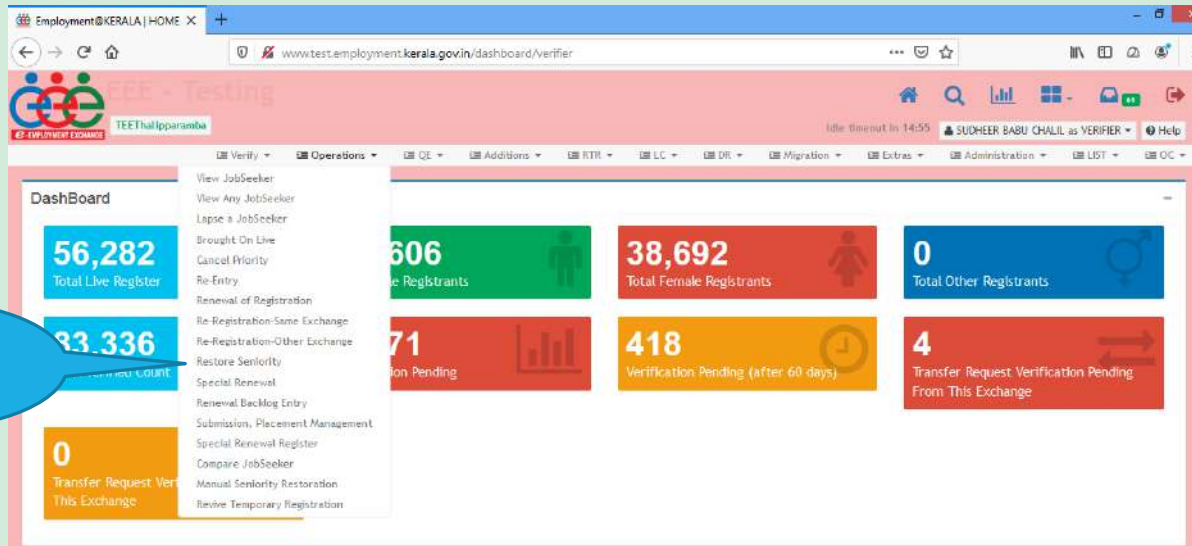 Employment@KERALA | HOME
www.test.employment.kerala.gov.in/dashboard/verifier
EEE - Testing
e-EMPLOYMENT EXCHANGE
TEEThalipparamba
Idle timeout in 14:55
SUDHEER BABU CHALIL as VERIFIER
Help
Verify
Operations
QE
Additions
RTR
LC
DR
Migration
Extras
Administration
LIST
OC
View JobSeeker
View Any JobSeeker
Lapse a JobSeeker
Brought On Live
Cancel Priority
Re-Entry
Renewal of Registration
Re-Registration-Same Exchange
Re-Registration-Other Exchange
Restore Seniority
Special Renewal
Renewal Backlog Entry
Submission, Placement Management
Special Renewal Register
Compare JobSeeker
Manual Seniority Restoration
Revive Temporary Registration
DashBoard
56,282
Total Live Register
606
Registrants
38,692
Total Female Registrants
0
Total Other Registrants
83,336
Count
71
Pending
418
Verification Pending (after 60 days)
4
Transfer Request Verification Pending
From This Exchange
0
Transfer Request
This Exchange